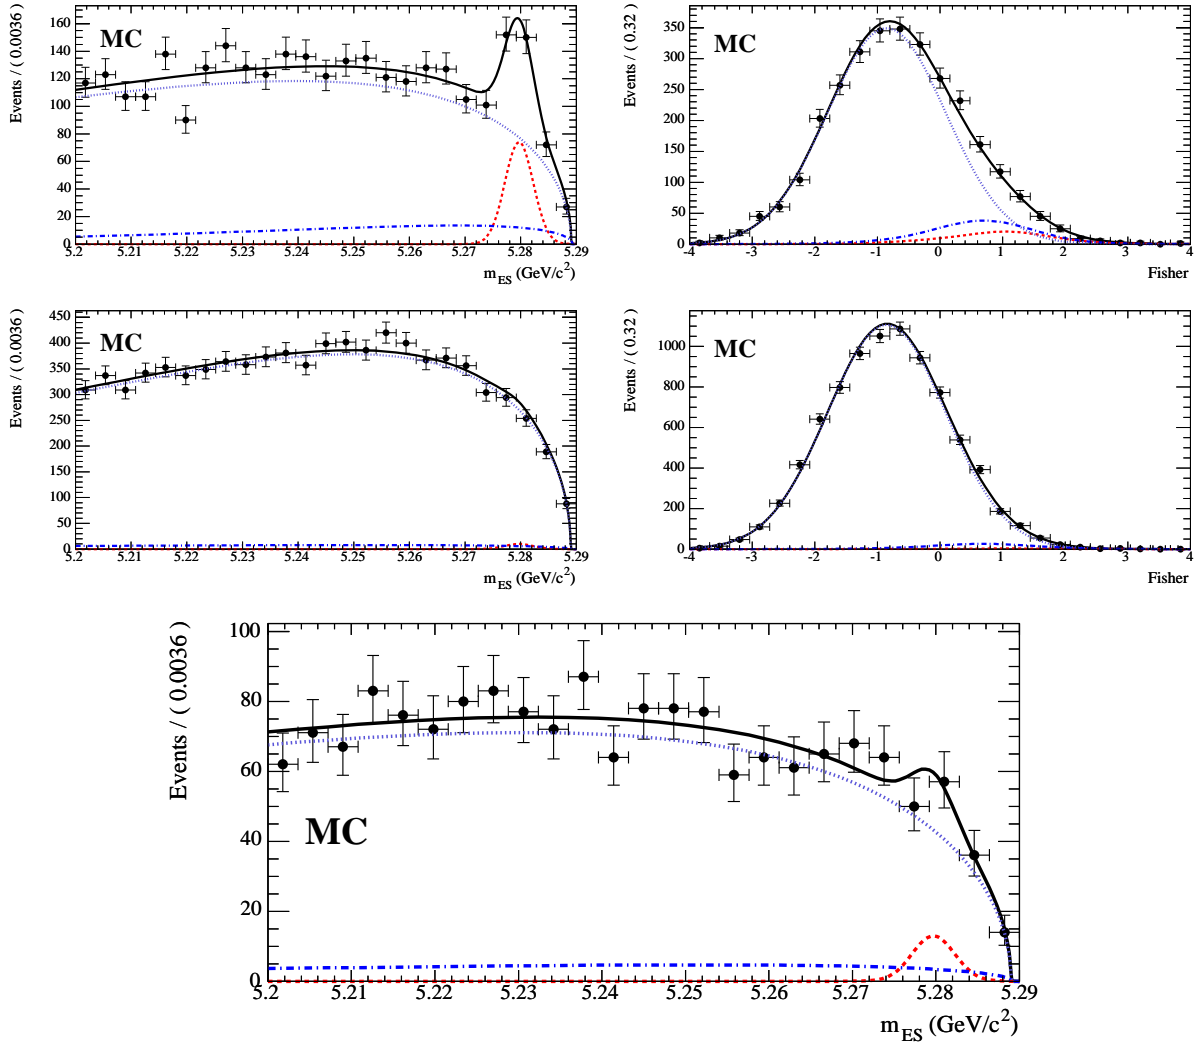 Events / ( 0.0036 )
160
140
120
100
80
60
40
20
0
MC
5.2 5.21 5.22 5.23 5.24 5.25 5.26 5.27 5.28 5.29
m_ES (GeV/c²)
Events / ( 0.32 )
350
300
250
200
150
100
50
0
MC
-4 -3 -2 -1 0 1 2 3 4
Fisher
Events / ( 0.0036 )
450
400
350
300
250
200
150
100
50
0
MC
5.2 5.21 5.22 5.23 5.24 5.25 5.26 5.27 5.28 5.29
m_ES (GeV/c²)
Events / ( 0.32 )
1000
800
600
400
200
0
MC
-4 -3 -2 -1 0 1 2 3 4
Fisher
Events / ( 0.0036 )
100
80
60
40
20
0
MC
5.2 5.21 5.22 5.23 5.24 5.25 5.26 5.27 5.28 5.29
m_ES (GeV/c²)